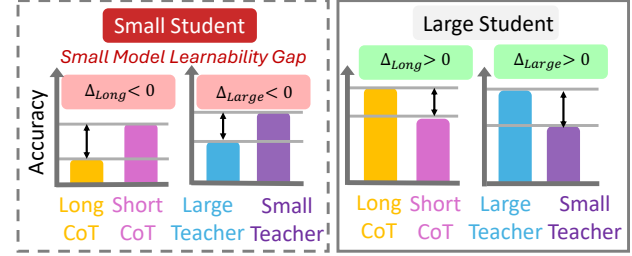 Small Student
Small Model Learnability Gap
Δ_Long < 0
Δ_Large < 0
Accuracy
Long CoT
Short CoT
Large Teacher
Small Teacher
Large Student
Δ_Long > 0
Δ_Large > 0
Long CoT
Short CoT
Large Teacher
Small Teacher